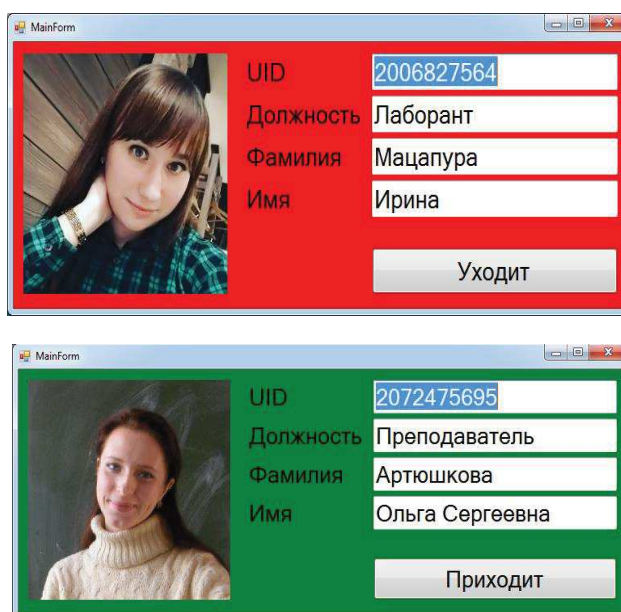 MainForm
UID 2006827564
Должность Лаборант
Фамилия Мацапура
Имя Ирина
Уходит
MainForm
UID 2072475695
Должность Преподаватель
Фамилия Артюшкова
Имя Ольга Сергеевна
Приходит